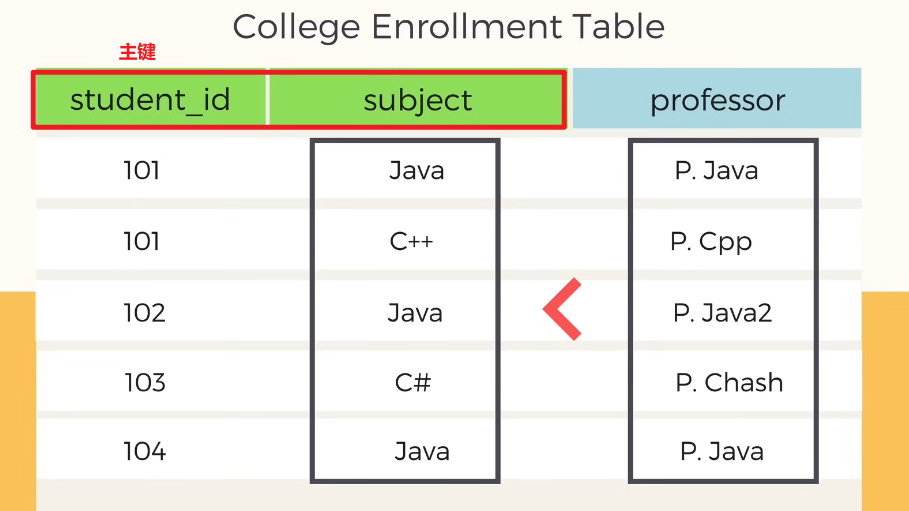 College Enrollment Table
主键
student_id subject professor
101 Java P. Java
101 C++ P. Cpp
102 Java P. Java2
103 C# P. Chash
104 Java P. Java